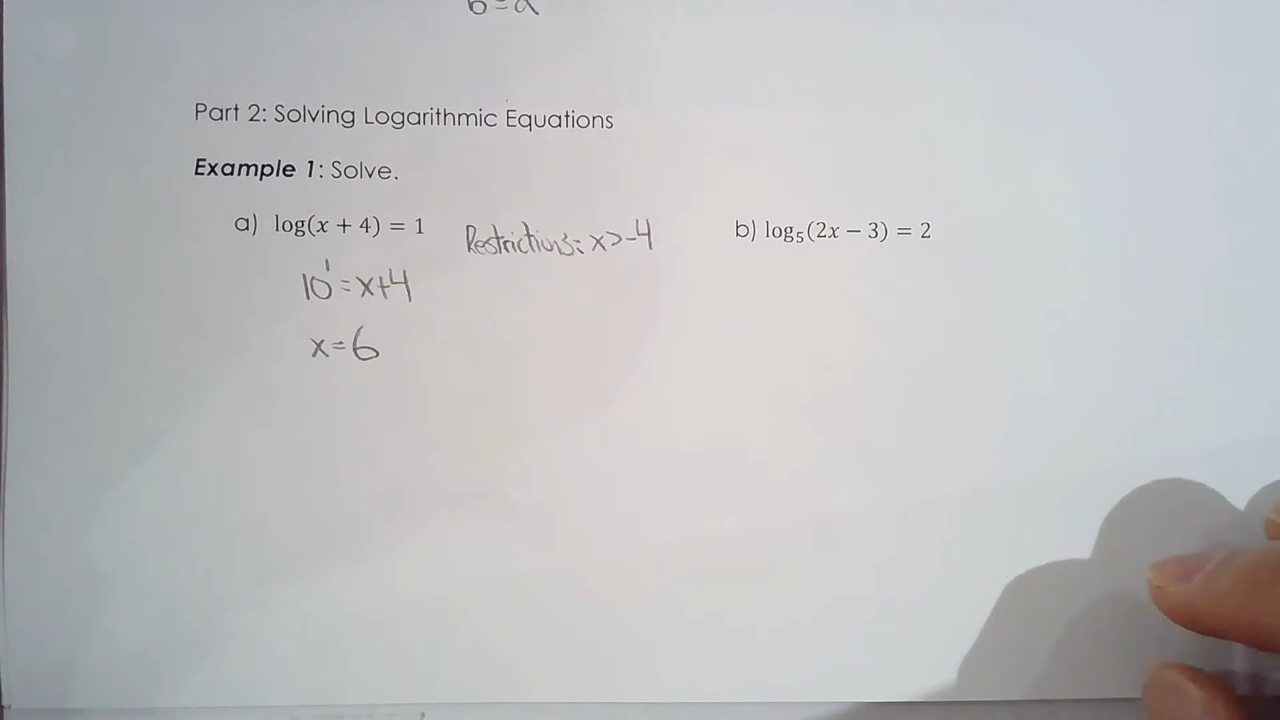 b=a
Part 2: Solving Logarithmic Equations
Example 1: Solve.
a) log(x + 4) = 1
Restrictions: x>-4
10¹=x+4
x=6
b) log₅(2x − 3) = 2